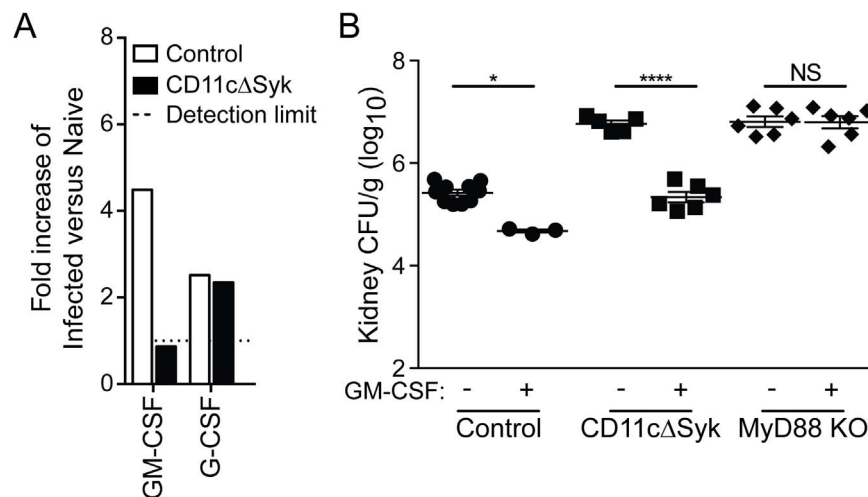 A
8
6
4
2
0
Fold increase of
Infected versus Naive
Control
CD11cΔSyk
Detection limit
GM-CSF
G-CSF
B
8
6
4
2
Kidney CFU/g (log10)
*
****
NS
GM-CSF: - + - + - +
Control CD11cΔSyk MyD88 KO